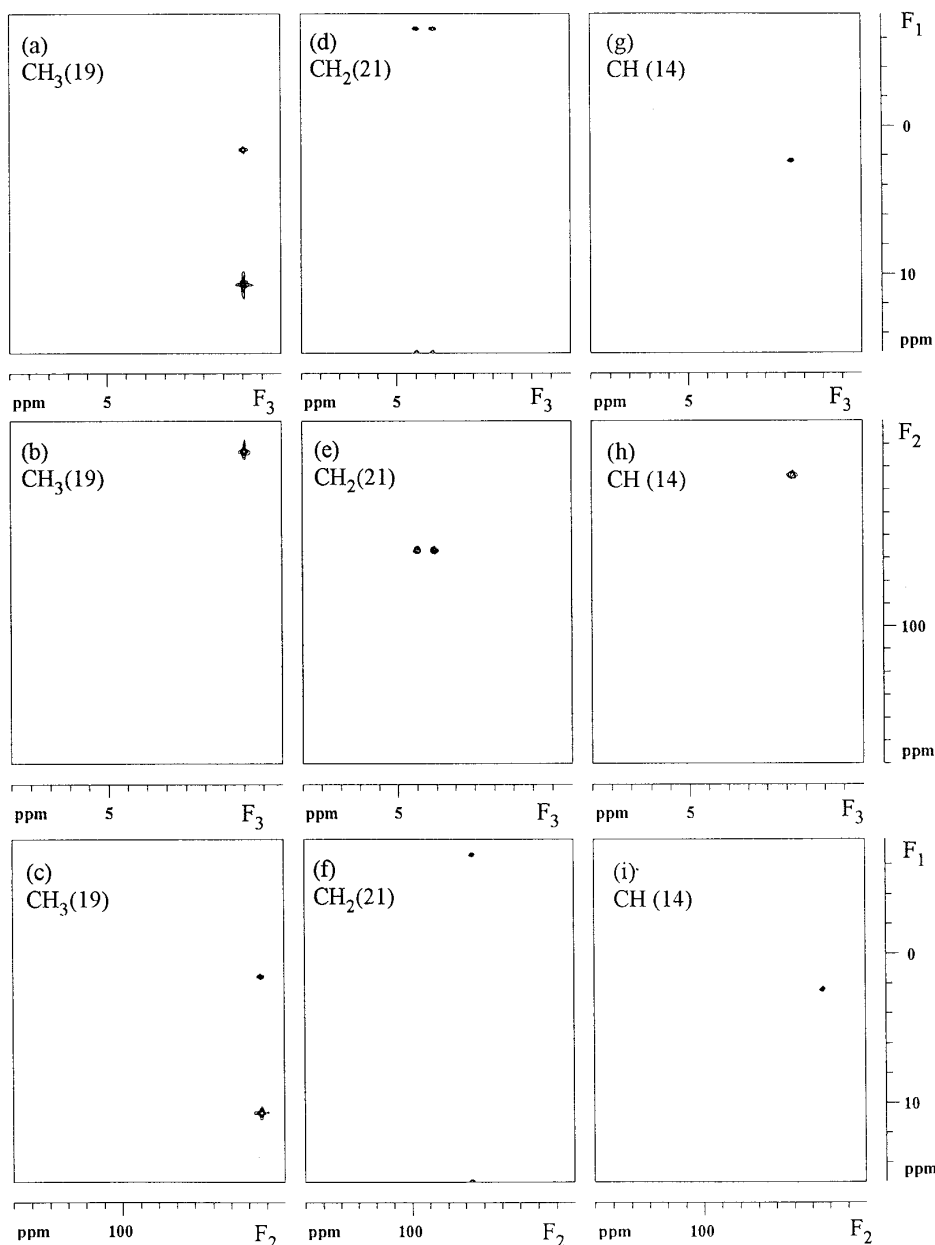 (a)
CH3(19)
(d)
CH2(21)
(g)
CH (14)
F1
0
10
ppm
ppm 5 F3
ppm 5 F3
ppm 5 F3
(b)
CH3(19)
(e)
CH2(21)
(h)
CH (14)
F2
100
ppm
ppm 5 F3
ppm 5 F3
ppm 5 F3
(c)
CH3(19)
(f)
CH2(21)
(i)
CH (14)
F1
0
10
ppm
ppm 100 F2
ppm 100 F2
ppm 100 F2